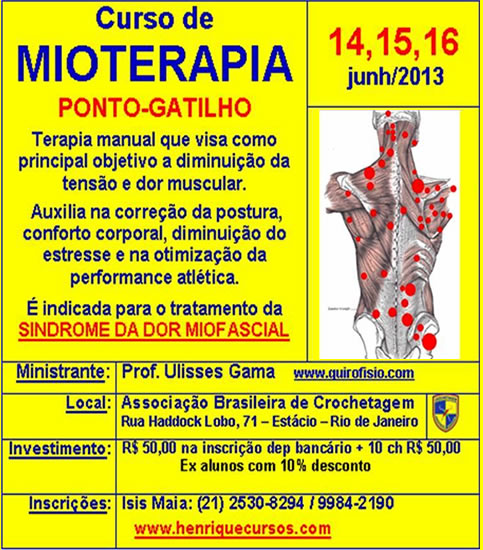 Curso de
MIOTERAPIA
PONTO-GATILHO
Terapia manual que visa como
principal objetivo a diminuição da
tensão e dor muscular.
Auxilia na correção da postura,
conforto corporal, diminuição do
estresse e na otimização da
performance atlética.
É indicada para o tratamento da
SINDROME DA DOR MIOFASCIAL
14,15,16
junh/2013
Ministrante: Prof. Ulisses Gama www.quirofisio.com
Local: Associação Brasileira de Crochetagem
Rua Haddock Lobo, 71 – Estácio – Rio de Janeiro
Investimento: R$ 50,00 na inscrição dep bancário + 10 ch R$ 50,00
Ex alunos com 10% desconto
Inscrições: Isis Maia: (21) 2530-8294 / 9984-2190
www.henriquecursos.com